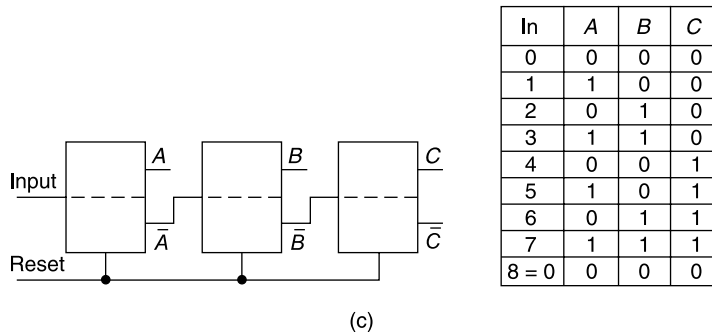 A
B
C
Input
A̅
B̅
C̅
Reset
In A B C
0 0 0 0
1 1 0 0
2 0 1 0
3 1 1 0
4 0 0 1
5 1 0 1
6 0 1 1
7 1 1 1
8 = 0 0 0 0
(c)